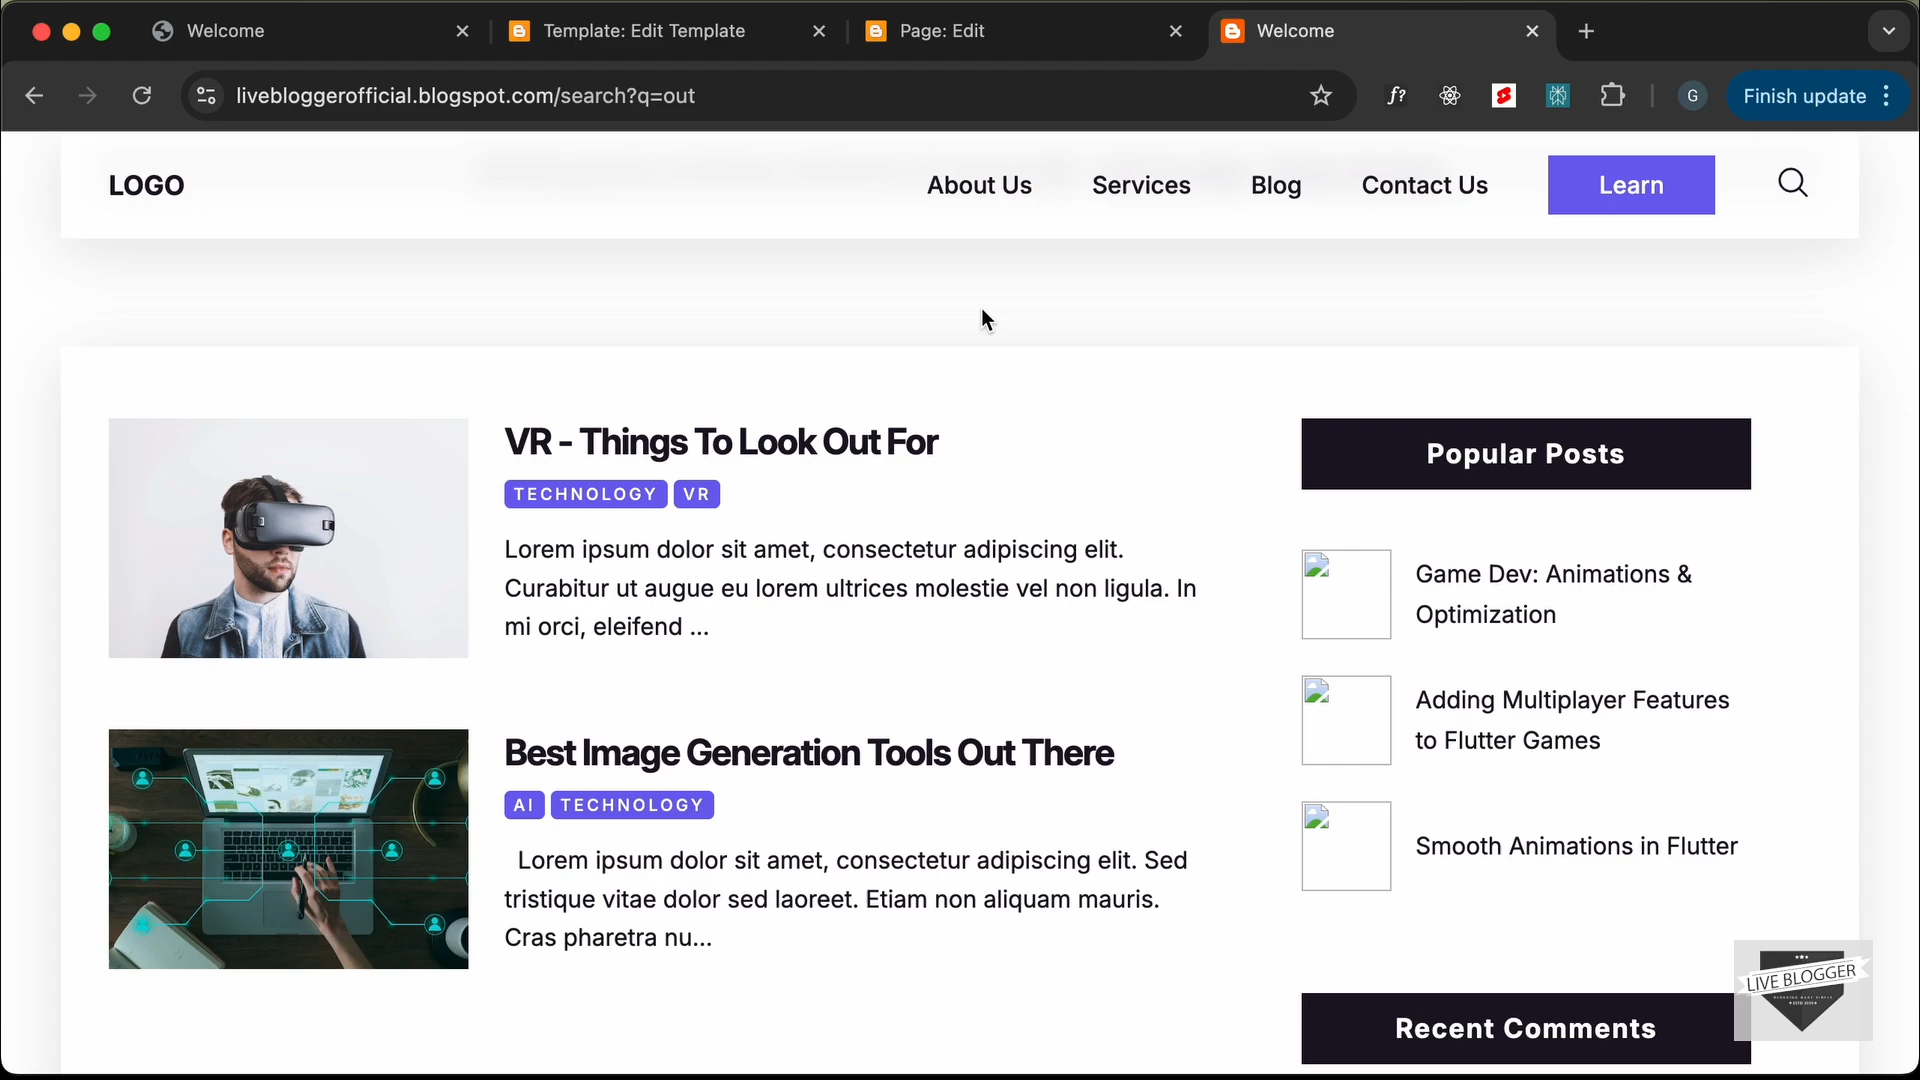 Welcome
Template: Edit Template
Page: Edit
Welcome
livebloggerofficial.blogspot.com/search?q=out
f?
G
Finish update
LOGO
About Us
Services
Blog
Contact Us
Learn
VR - Things To Look Out For
TECHNOLOGY
VR
Lorem ipsum dolor sit amet, consectetur adipiscing elit.
Curabitur ut augue eu lorem ultrices molestie vel non ligula. In
mi orci, eleifend ...
Best Image Generation Tools Out There
AI
TECHNOLOGY
Lorem ipsum dolor sit amet, consectetur adipiscing elit. Sed
tristique vitae dolor sed laoreet. Etiam non aliquam mauris.
Cras pharetra nu...
Popular Posts
Game Dev: Animations &
Optimization
Adding Multiplayer Features
to Flutter Games
Smooth Animations in Flutter
Recent Comments
LIVE BLOGGER